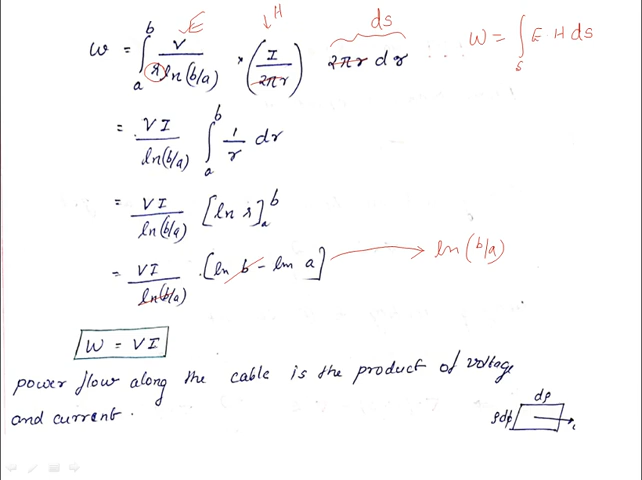 E H ds
W = ∫ₐᵇ V / r ln(b/a) × (I / 2πr) 2πr dr W = ∫ₛ E H ds
= VI / ln(b/a) ∫ₐᵇ 1/r dr
= VI / ln(b/a) [ln r]ₐᵇ
= VI / ln(b/a) . [ln b - ln a] → ln (b/a)
W = VI
power flow along the cable is the product of voltage
and current.
dρ
ρdϕ